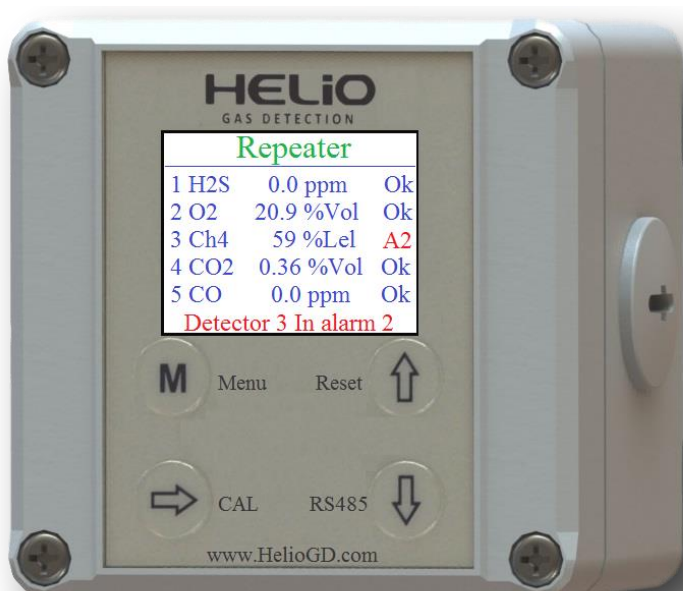 HELiO
GAS DETECTION
Repeater
1 H2S 0.0 ppm Ok
2 O2 20.9 %Vol Ok
3 Ch4 59 %Lel A2
4 CO2 0.36 %Vol Ok
5 CO 0.0 ppm Ok
Detector 3 In alarm 2
M Menu Reset
CAL RS485
www.HelioGD.com